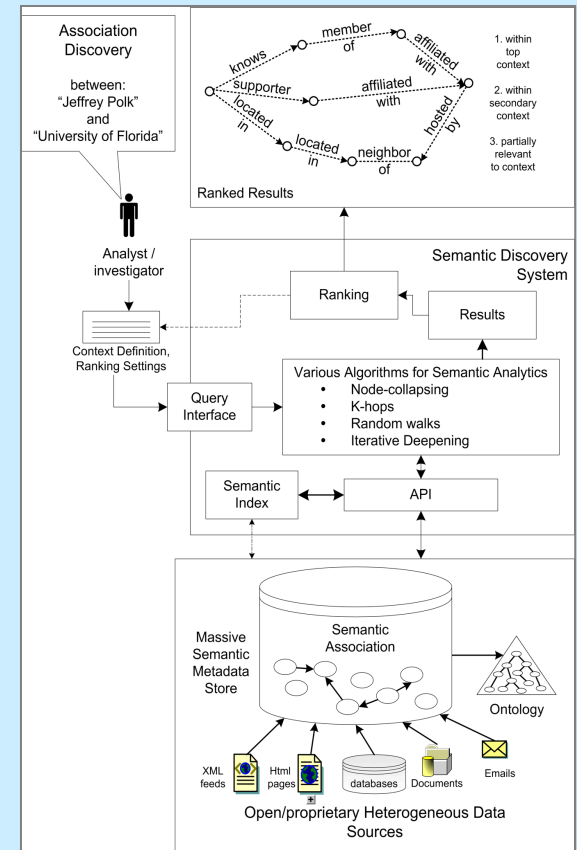 Association
Discovery
between:
"Jeffrey Polk"
and
"University of Florida"
Analyst /
investigator
Context Definition,
Ranking Settings
knows
member
of
affiliated
with
supporter
affiliated
with
located
in
located
in
neighbor
of
hosted
by
1. within
top
context
2. within
secondary
context
3. partially
relevant
to context
Ranked Results
Semantic Discovery
System
Ranking
Results
Query
Interface
Various Algorithms for Semantic Analytics
• Node-collapsing
• K-hops
• Random walks
• Iterative Deepening
Semantic
Index
API
Massive
Semantic
Metadata
Store
Semantic
Association
Ontology
XML
feeds
Html
pages
databases
Documents
Emails
Open/proprietary Heterogeneous Data
Sources